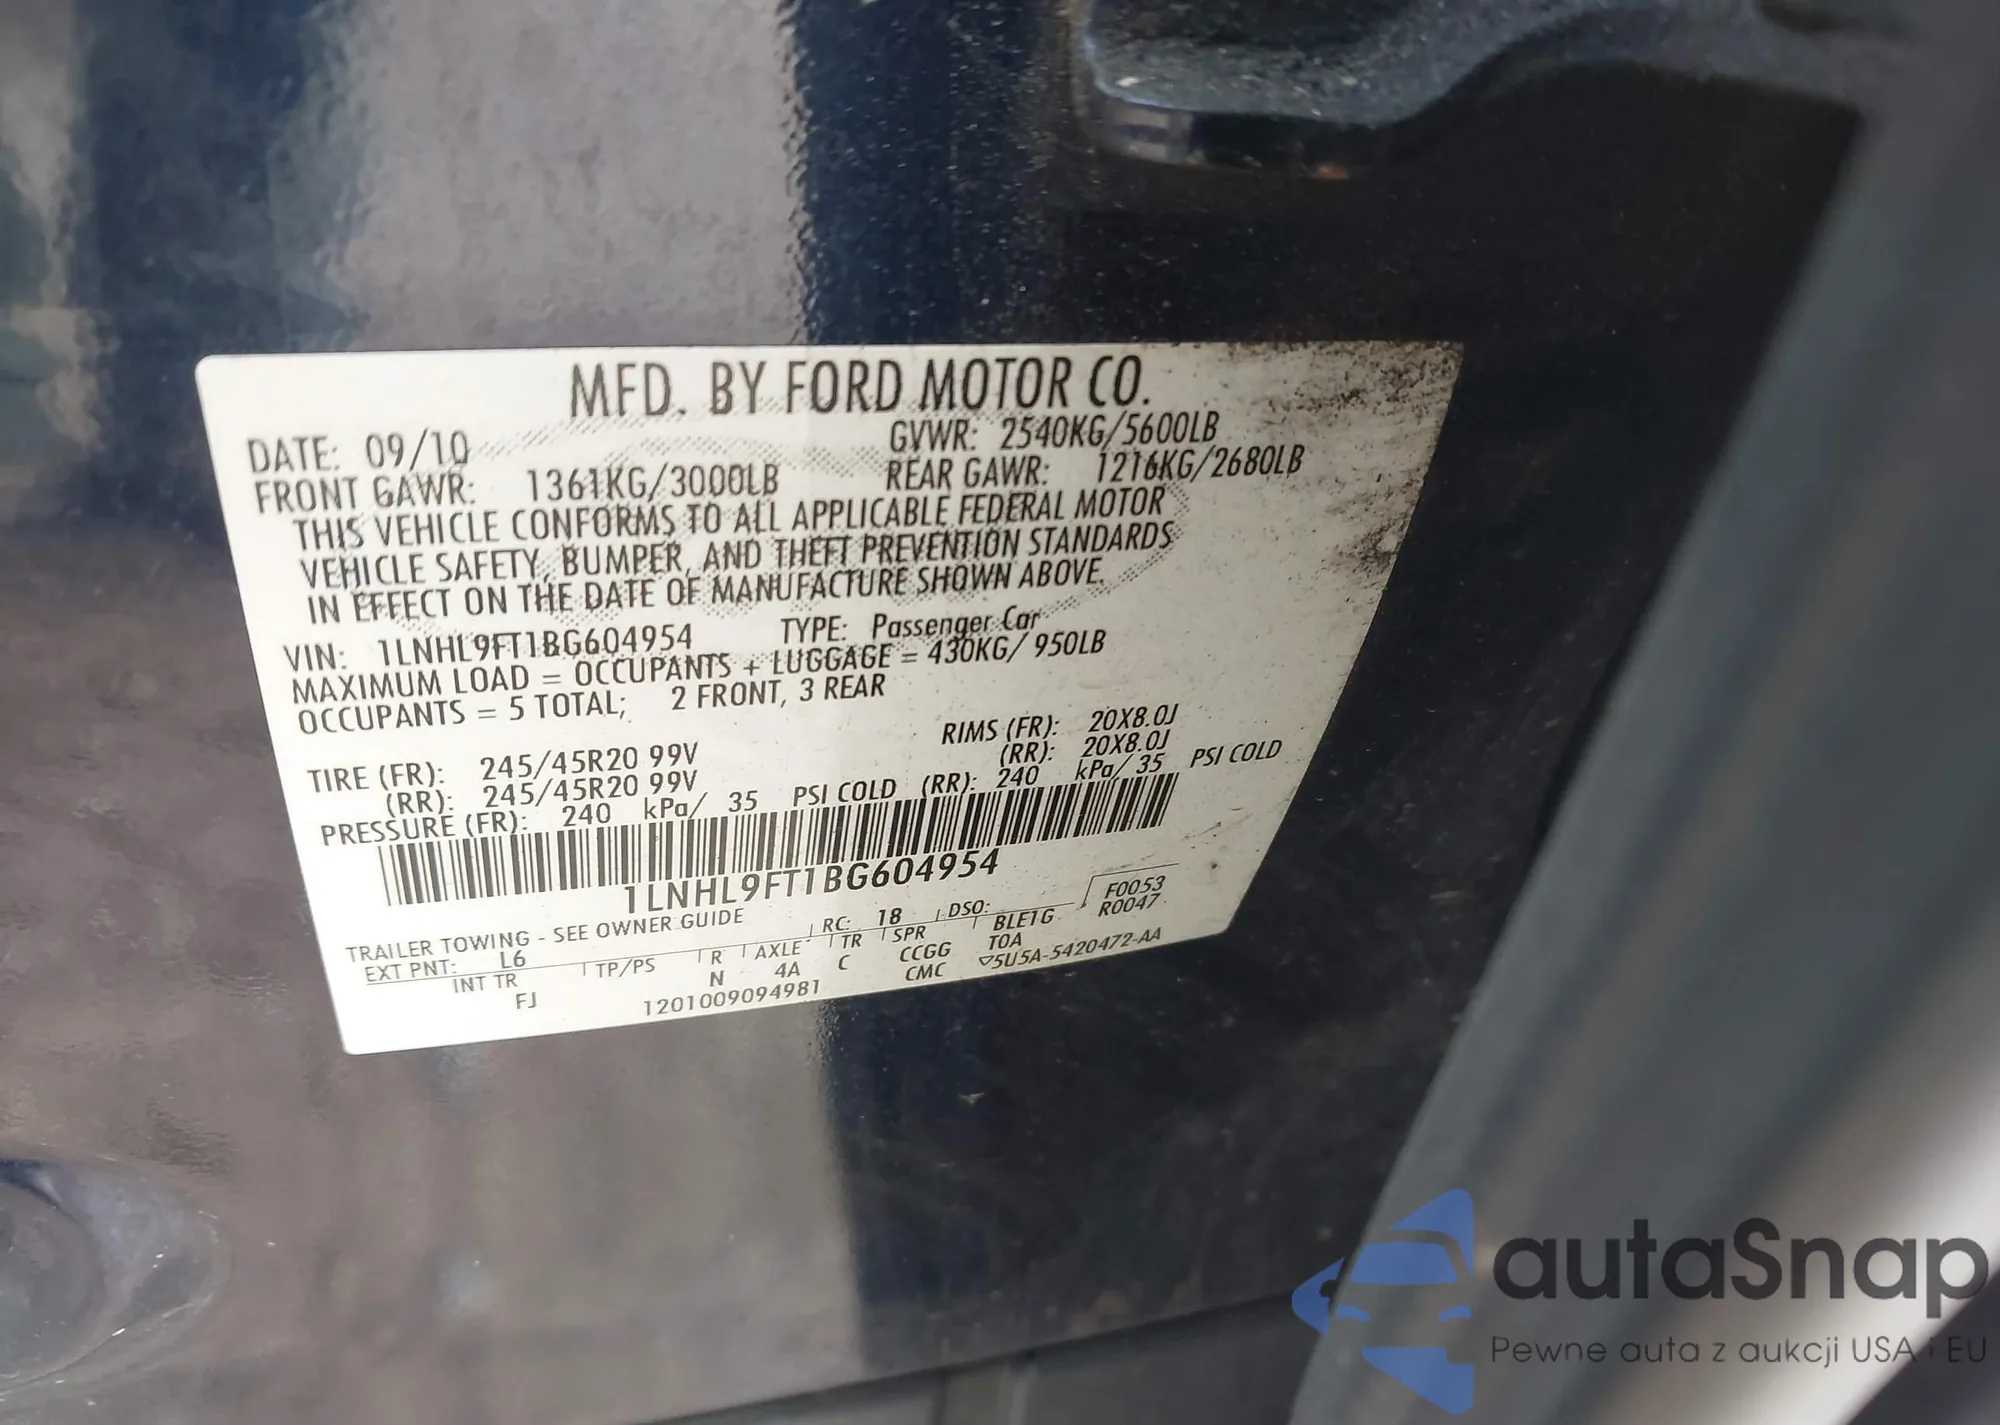 MFD. BY FORD MOTOR CO.
DATE: 09/10 GVWR: 2540KG/5600LB
FRONT GAWR: 1361KG/3000LB REAR GAWR: 1216KG/2680LB
THIS VEHICLE CONFORMS TO ALL APPLICABLE FEDERAL MOTOR
VEHICLE SAFETY, BUMPER, AND THEFT PREVENTION STANDARDS
IN EFFECT ON THE DATE OF MANUFACTURE SHOWN ABOVE.
VIN: 1LNHL9FT1BG604954 TYPE: Passenger Car
MAXIMUM LOAD = OCCUPANTS + LUGGAGE = 430KG/ 950LB
OCCUPANTS = 5 TOTAL; 2 FRONT, 3 REAR
TIRE (FR): 245/45R20 99V RIMS (FR): 20X8.0J
(RR): 245/45R20 99V (RR): 20X8.0J
PRESSURE (FR): 240 kPa/ 35 PSI COLD (RR): 240 kPa/ 35 PSI COLD
1LNHL9FT1BG604954
TRAILER TOWING - SEE OWNER GUIDE
F0053
EXT PNT: L6 RC: 18 DSO: R0047
INT TR TP/PS R AXLE TR SPR BLE1G
FJ N 4A C CCGG TOA
1201009094981 CMC ▽5U5A-5420472-AA
autaSnap
Pewne auta z aukcji USA i EU